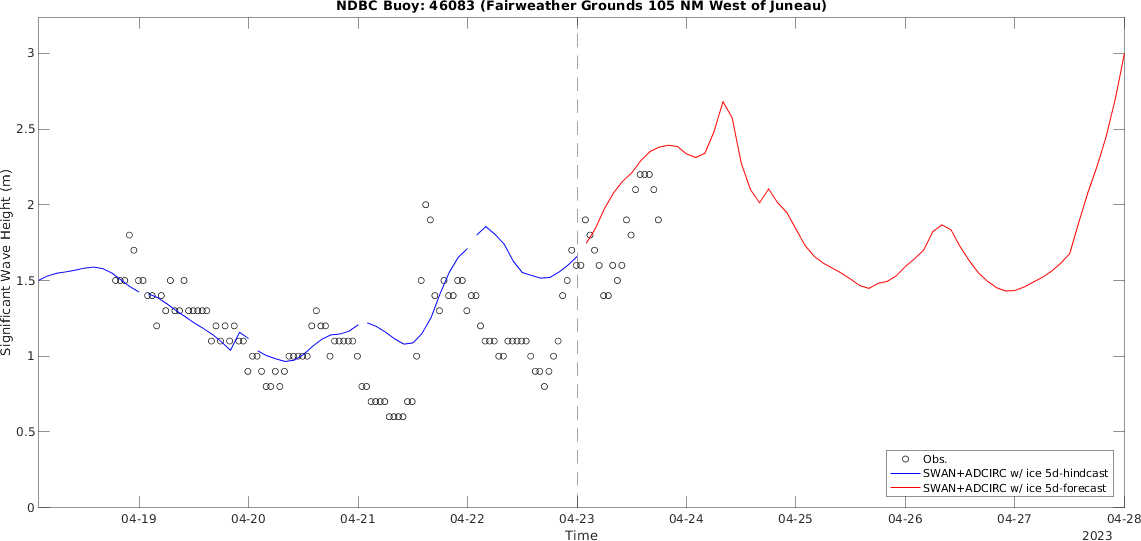 NDBC Buoy: 46083 (Fairweather Grounds 105 NM West of Juneau)
Significant Wave Height (m)
3
2.5
2
1.5
1
0.5
0
Obs.
SWAN+ADCIRC w/ ice 5d-hindcast
SWAN+ADCIRC w/ ice 5d-forecast
04-19 04-20 04-21 04-22 04-23 04-24 04-25 04-26 04-27 04-28
Time
2023